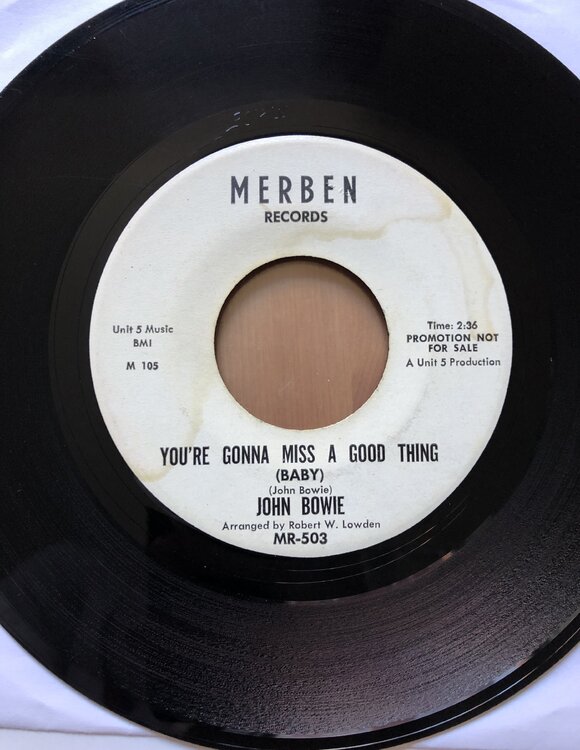 MERBEN
RECORDS
Unit 5 Music
BMI
M 105
Time: 2:36
PROMOTION NOT
FOR SALE
A Unit 5 Production
YOU'RE GONNA MISS A GOOD THING
(BABY)
(John Bowie)
JOHN BOWIE
Arranged by Robert W. Lowden
MR-503